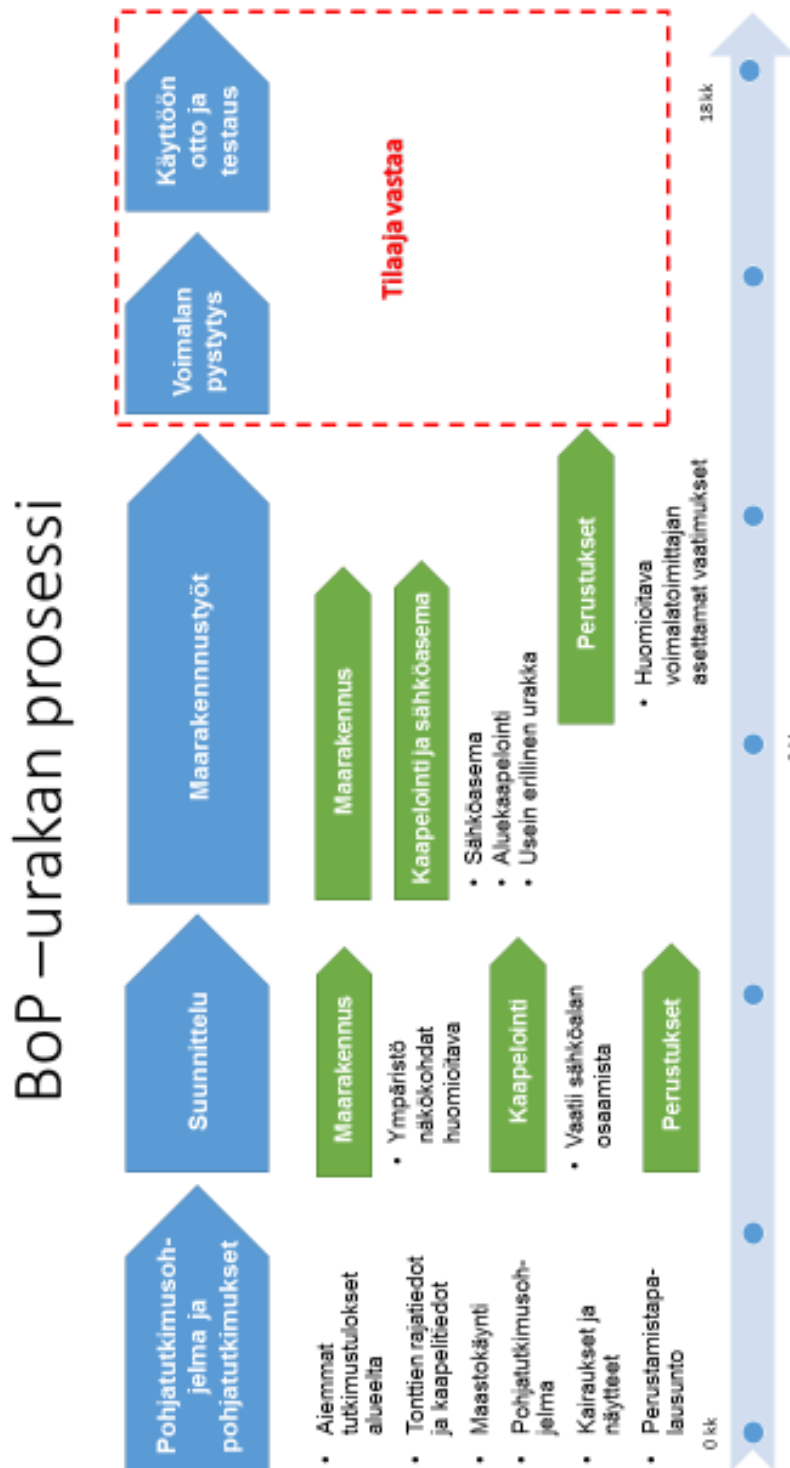 BoP –urakan prosessi
Pohjatutkimusoh-
jelma ja
pohjatutkimukset
Suunnittelu
Maarakennnustyöt
Voimalan
pystytys
Käyttöön
otto ja
testaus
• Aiemmat
tutkimustulokset
alueelta
• Tonttien rajatiedot
ja kaapelitiedot
• Maastokäynti
• Pohjatutkimusoh-
jelma
• Kairaukset ja
näytteet
• Perustamistapa-
lausunto
Maarakennus
• Ympäristö
näkökohdat
huomioitava
Kaapelointi
• Vaatii sähköalan
osaamista
Perustukset
Maarakennus
Kaapelointi ja sähköasema
• Sähköasema
• Aluekaapelointi
• Usein erillinen urakka
Perustukset
• Huomioitava
voimalatoimittajan
asettamat vaatimukset
Tilaaja vastaa
0 kk
18 kk